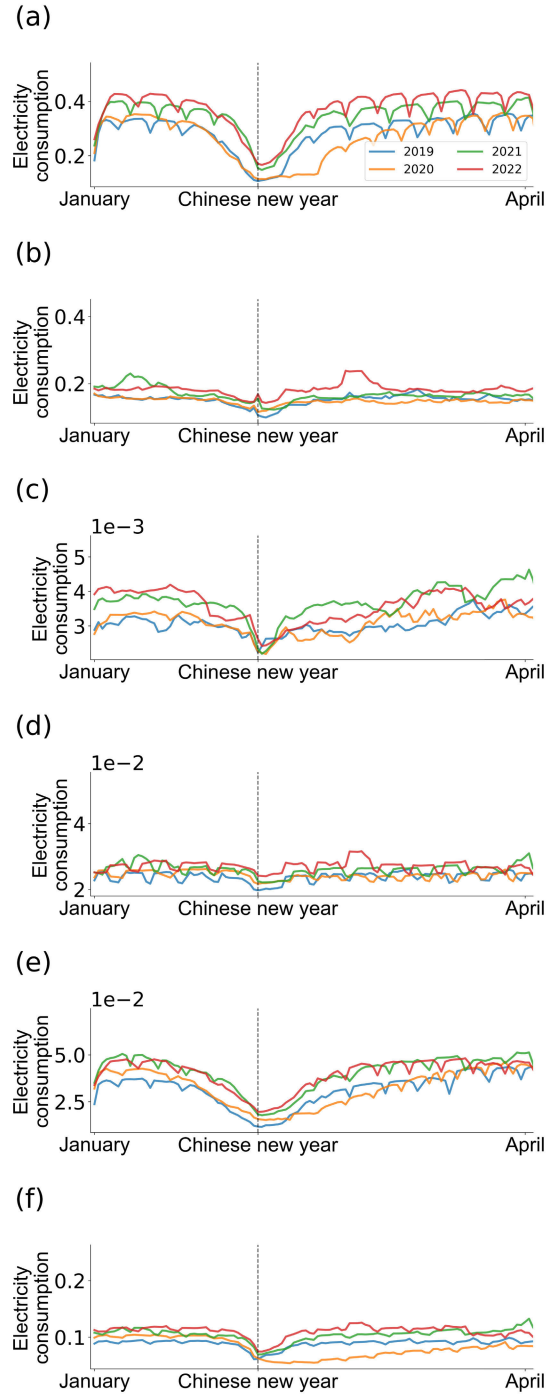 (a)
Electricity
consumption
0.4
0.2
2019
2020
2021
2022
January
Chinese new year
April
(b)
Electricity
consumption
0.4
0.2
January
Chinese new year
April
(c)
1e−3
Electricity
consumption
5
4
3
January
Chinese new year
April
(d)
1e−2
Electricity
consumption
4
2
January
Chinese new year
April
(e)
1e−2
Electricity
consumption
5.0
2.5
January
Chinese new year
April
(f)
Electricity
consumption
0.2
0.1
January
Chinese new year
April